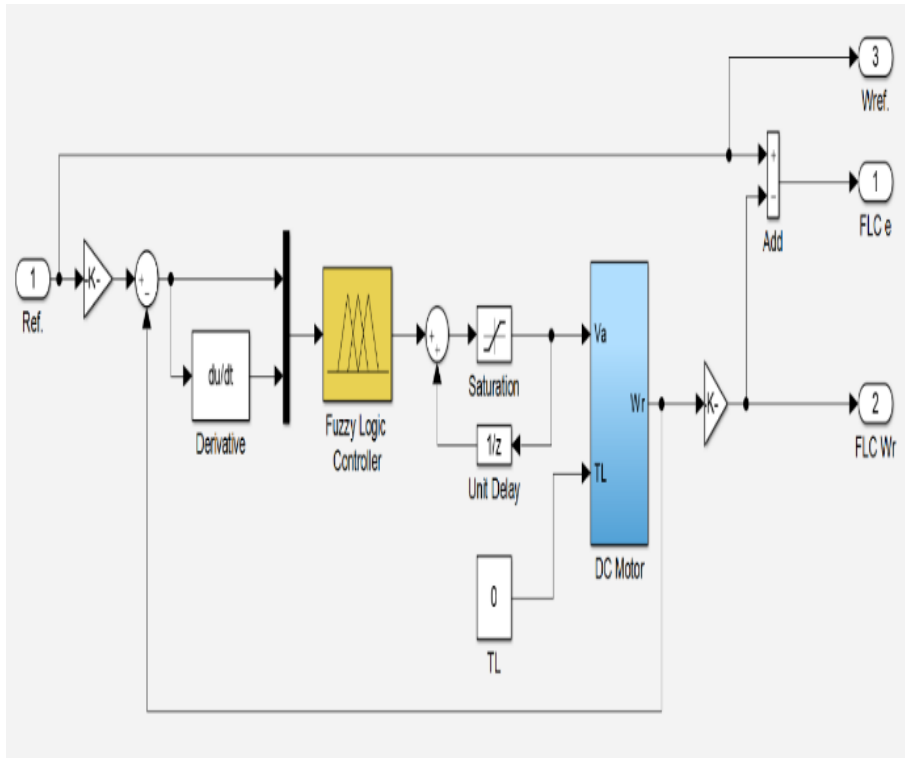 3
Wref.
+
-
Add
1
FLC e
1
Ref.
-K-
+
-
du/dt
Derivative
Fuzzy Logic
Controller
+
+
Saturation
1/z
Unit Delay
Va
Wr
TL
DC Motor
-K-
2
FLC Wr
0
TL